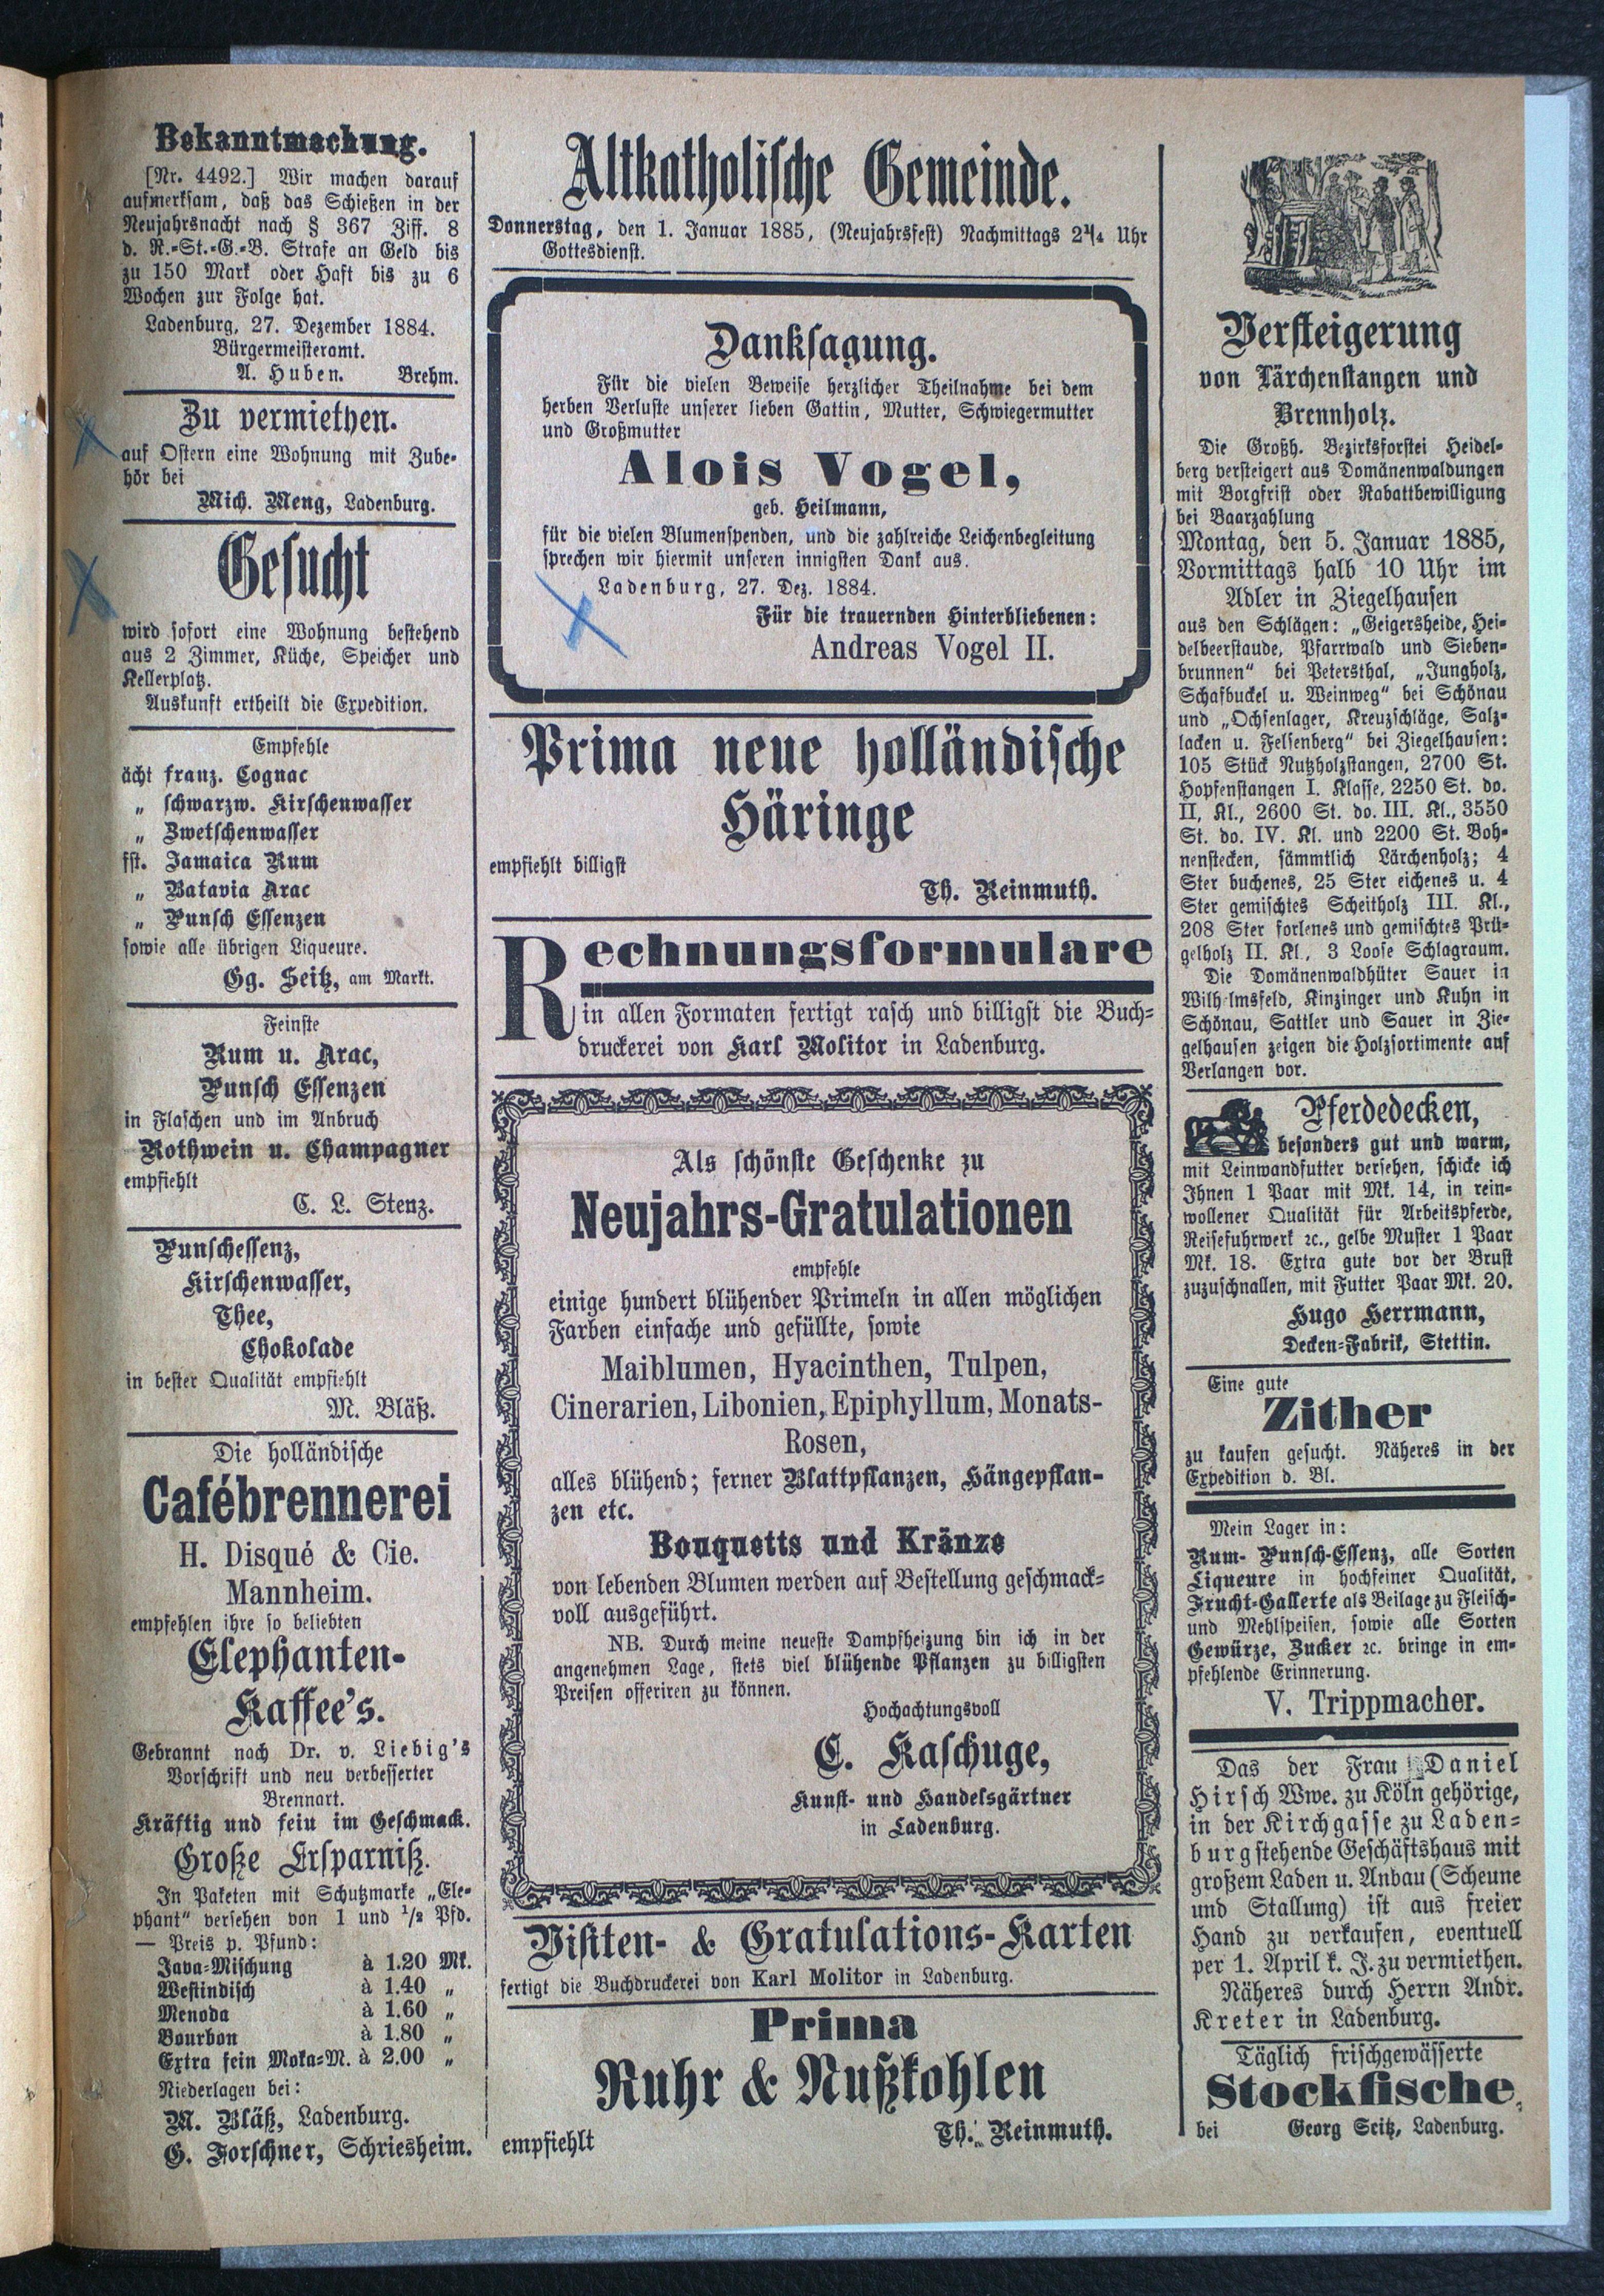 Bekanntmachung.
[Nr. 4492.] Wir machen darauf
aufmerksam, daß das Schießen in der
Neujahrsnacht nach § 367 Ziff. 8
d. R.-St.-G.-B. Strafe an Geld bis
zu 150 Mark oder Haft bis zu 6
Wochen zur Folge hat.
Ladenburg, 27. Dezember 1884.
Bürgermeisteramt.
A. Huben. Brehm.
Zu vermiethen.
auf Ostern eine Wohnung mit Zube-
hör bei
Mich. Meng, Ladenburg.
Gesucht
wird sofort eine Wohnung bestehend
aus 2 Zimmer, Küche, Speicher und
Kellerplatz.
Auskunft ertheilt die Expedition.
Empfehle
ächt franz. Cognac
„ schwarzw. Kirschenwasser
„ Zwetschenwasser
fst. Jamaica Rum
„ Batavia Arac
„ Punsch Essenzen
sowie alle übrigen Liqueure.
Gg. Seitz, am Markt.
Feinste
Rum u. Arac,
Punsch Essenzen
in Flaschen und im Anbruch
Rothwein u. Champagner
empfiehlt
C. L. Stenz.
Punschessenz,
Kirschenwasser,
Thee,
Chokolade
in bester Qualität empfiehlt
M. Bläß.
Die holländische
Cafébrennerei
H. Disqué & Cie.
Mannheim.
empfehlen ihre so beliebten
Elephanten-
Kaffee's.
Gebrannt nach Dr. v. Liebig's
Vorschrift und neu verbesserter
Brennart.
Kräftig und fein im Geschmack.
Große Ersparniß.
In Paketen mit Schutzmarke „Ele-
phant“ versehen von 1 und 1/2 Pfd.
— Preis p. Pfund:
Java-Mischung à 1.20 Mk.
Westindisch à 1.40 „
Menoda à 1.60 „
Bourbon à 1.80 „
Extra fein Moka-M. à 2.00 „
Niederlagen bei:
M. Bläß, Ladenburg.
G. Forschner, Schriesheim.
Altkatholische Gemeinde.
Donnerstag, den 1. Januar 1885, (Neujahrsfest) Nachmittags 2¼ Uhr
Gottesdienst.
Danksagung.
Für die vielen Beweise herzlicher Theilnahme bei dem
herben Verluste unserer lieben Gattin, Mutter, Schwiegermutter
und Großmutter
Alois Vogel,
geb. Heilmann,
für die vielen Blumenspenden, und die zahlreiche Leichenbegleitung
sprechen wir hiermit unseren innigsten Dank aus.
Ladenburg, 27. Dez. 1884.
Für die trauernden Hinterbliebenen:
Andreas Vogel II.
Prima neue holländische
Häringe
empfiehlt billigst
Th. Reinmuth.
Rechnungsformulare
in allen Formaten fertigt rasch und billigst die Buch-
druckerei von Karl Molitor in Ladenburg.
Als schönste Geschenke zu
Neujahrs-Gratulationen
empfehle
einige hundert blühender Primeln in allen möglichen
Farben einfache und gefüllte, sowie
Maiblumen, Hyacinthen, Tulpen,
Cinerarien, Libonien, Epiphyllum, Monats-
Rosen,
alles blühend; ferner Blattpflanzen, Hängepflan-
zen etc.
Bouquetts und Kränze
von lebenden Blumen werden auf Bestellung geschmack-
voll ausgeführt.
NB. Durch meine neueste Dampfheizung bin ich in der
angenehmen Lage, stets viel blühende Pflanzen zu billigsten
Preisen offeriren zu können.
Hochachtungsvoll
C. Kaschuge,
Kunst- und Handelsgärtner
in Ladenburg.
Visiten- & Gratulations-Karten
fertigt die Buchdruckerei von Karl Molitor in Ladenburg.
Prima
Ruhr & Nußkohlen
empfiehlt Th. Reinmuth.
Versteigerung
von Lärchenstangen und
Brennholz.
Die Großh. Bezirksforstei Heidel-
berg versteigert aus Domänenwaldungen
mit Borgfrist oder Rabattbewilligung
bei Baarzahlung
Montag, den 5. Januar 1885,
Vormittags halb 10 Uhr im
Adler in Ziegelhausen
aus den Schlägen: „Geigersheide, Hei-
delbeerstaude, Pfarrwald und Sieben-
brunnen“ bei Petersthal, „Jungholz,
Schafbuckel u. Weinweg“ bei Schönau
und „Ochsenlager, Kreuzschläge, Salz-
lacken u. Felsenberg“ bei Ziegelhausen:
105 Stück Nutzholzstangen, 2700 St.
Hopfenstangen I. Klasse, 2250 St. do.
II, Kl., 2600 St. do. III. Kl., 3550
St. do. IV. Kl. und 2200 St. Boh-
nenstecken, sämmtlich Lärchenholz; 4
Ster buchenes, 25 Ster eichenes u. 4
Ster gemischtes Scheitholz III. Kl.,
208 Ster forlenes und gemischtes Prü-
gelholz II. Kl., 3 Loose Schlagraum.
Die Domänenwaldhüter Sauer in
Wilhelmsfeld, Kinzinger und Kuhn in
Schönau, Sattler und Sauer in Zie-
gelhausen zeigen die Holzsortimente auf
Verlangen vor.
Pferdedecken,
besonders gut und warm,
mit Leinwandfutter versehen, schicke ich
Ihnen 1 Paar mit Mk. 14, in rein-
wollener Qualität für Arbeitspferde,
Reisefuhrwerk ꝛc., gelbe Muster 1 Paar
Mk. 18. Extra gute vor der Brust
zuzuschnallen, mit Futter Paar Mk. 20.
Hugo Herrmann,
Decken-Fabrik, Stettin.
Eine gute
Zither
zu kaufen gesucht. Näheres in der
Expedition d. Bl.
Mein Lager in:
Rum- Punsch-Essenz, alle Sorten
Liqueure in hochfeiner Qualität,
Frucht-Gallerte als Beilage zu Fleisch-
und Mehlspeisen, sowie alle Sorten
Gewürze, Zucker ꝛc. bringe in em-
pfehlende Erinnerung.
V. Trippmacher.
Das der Frau Daniel
Hirsch Wwe. zu Köln gehörige,
in der Kirchgasse zu Laden-
burg stehende Geschäftshaus mit
großem Laden u. Anbau (Scheune
und Stallung) ist aus freier
Hand zu verkaufen, eventuell
per 1. April k. J. zu vermiethen.
Näheres durch Herrn Andr.
Kreter in Ladenburg.
Täglich frischgewässerte
Stockfische,
bei Georg Seitz, Ladenburg.